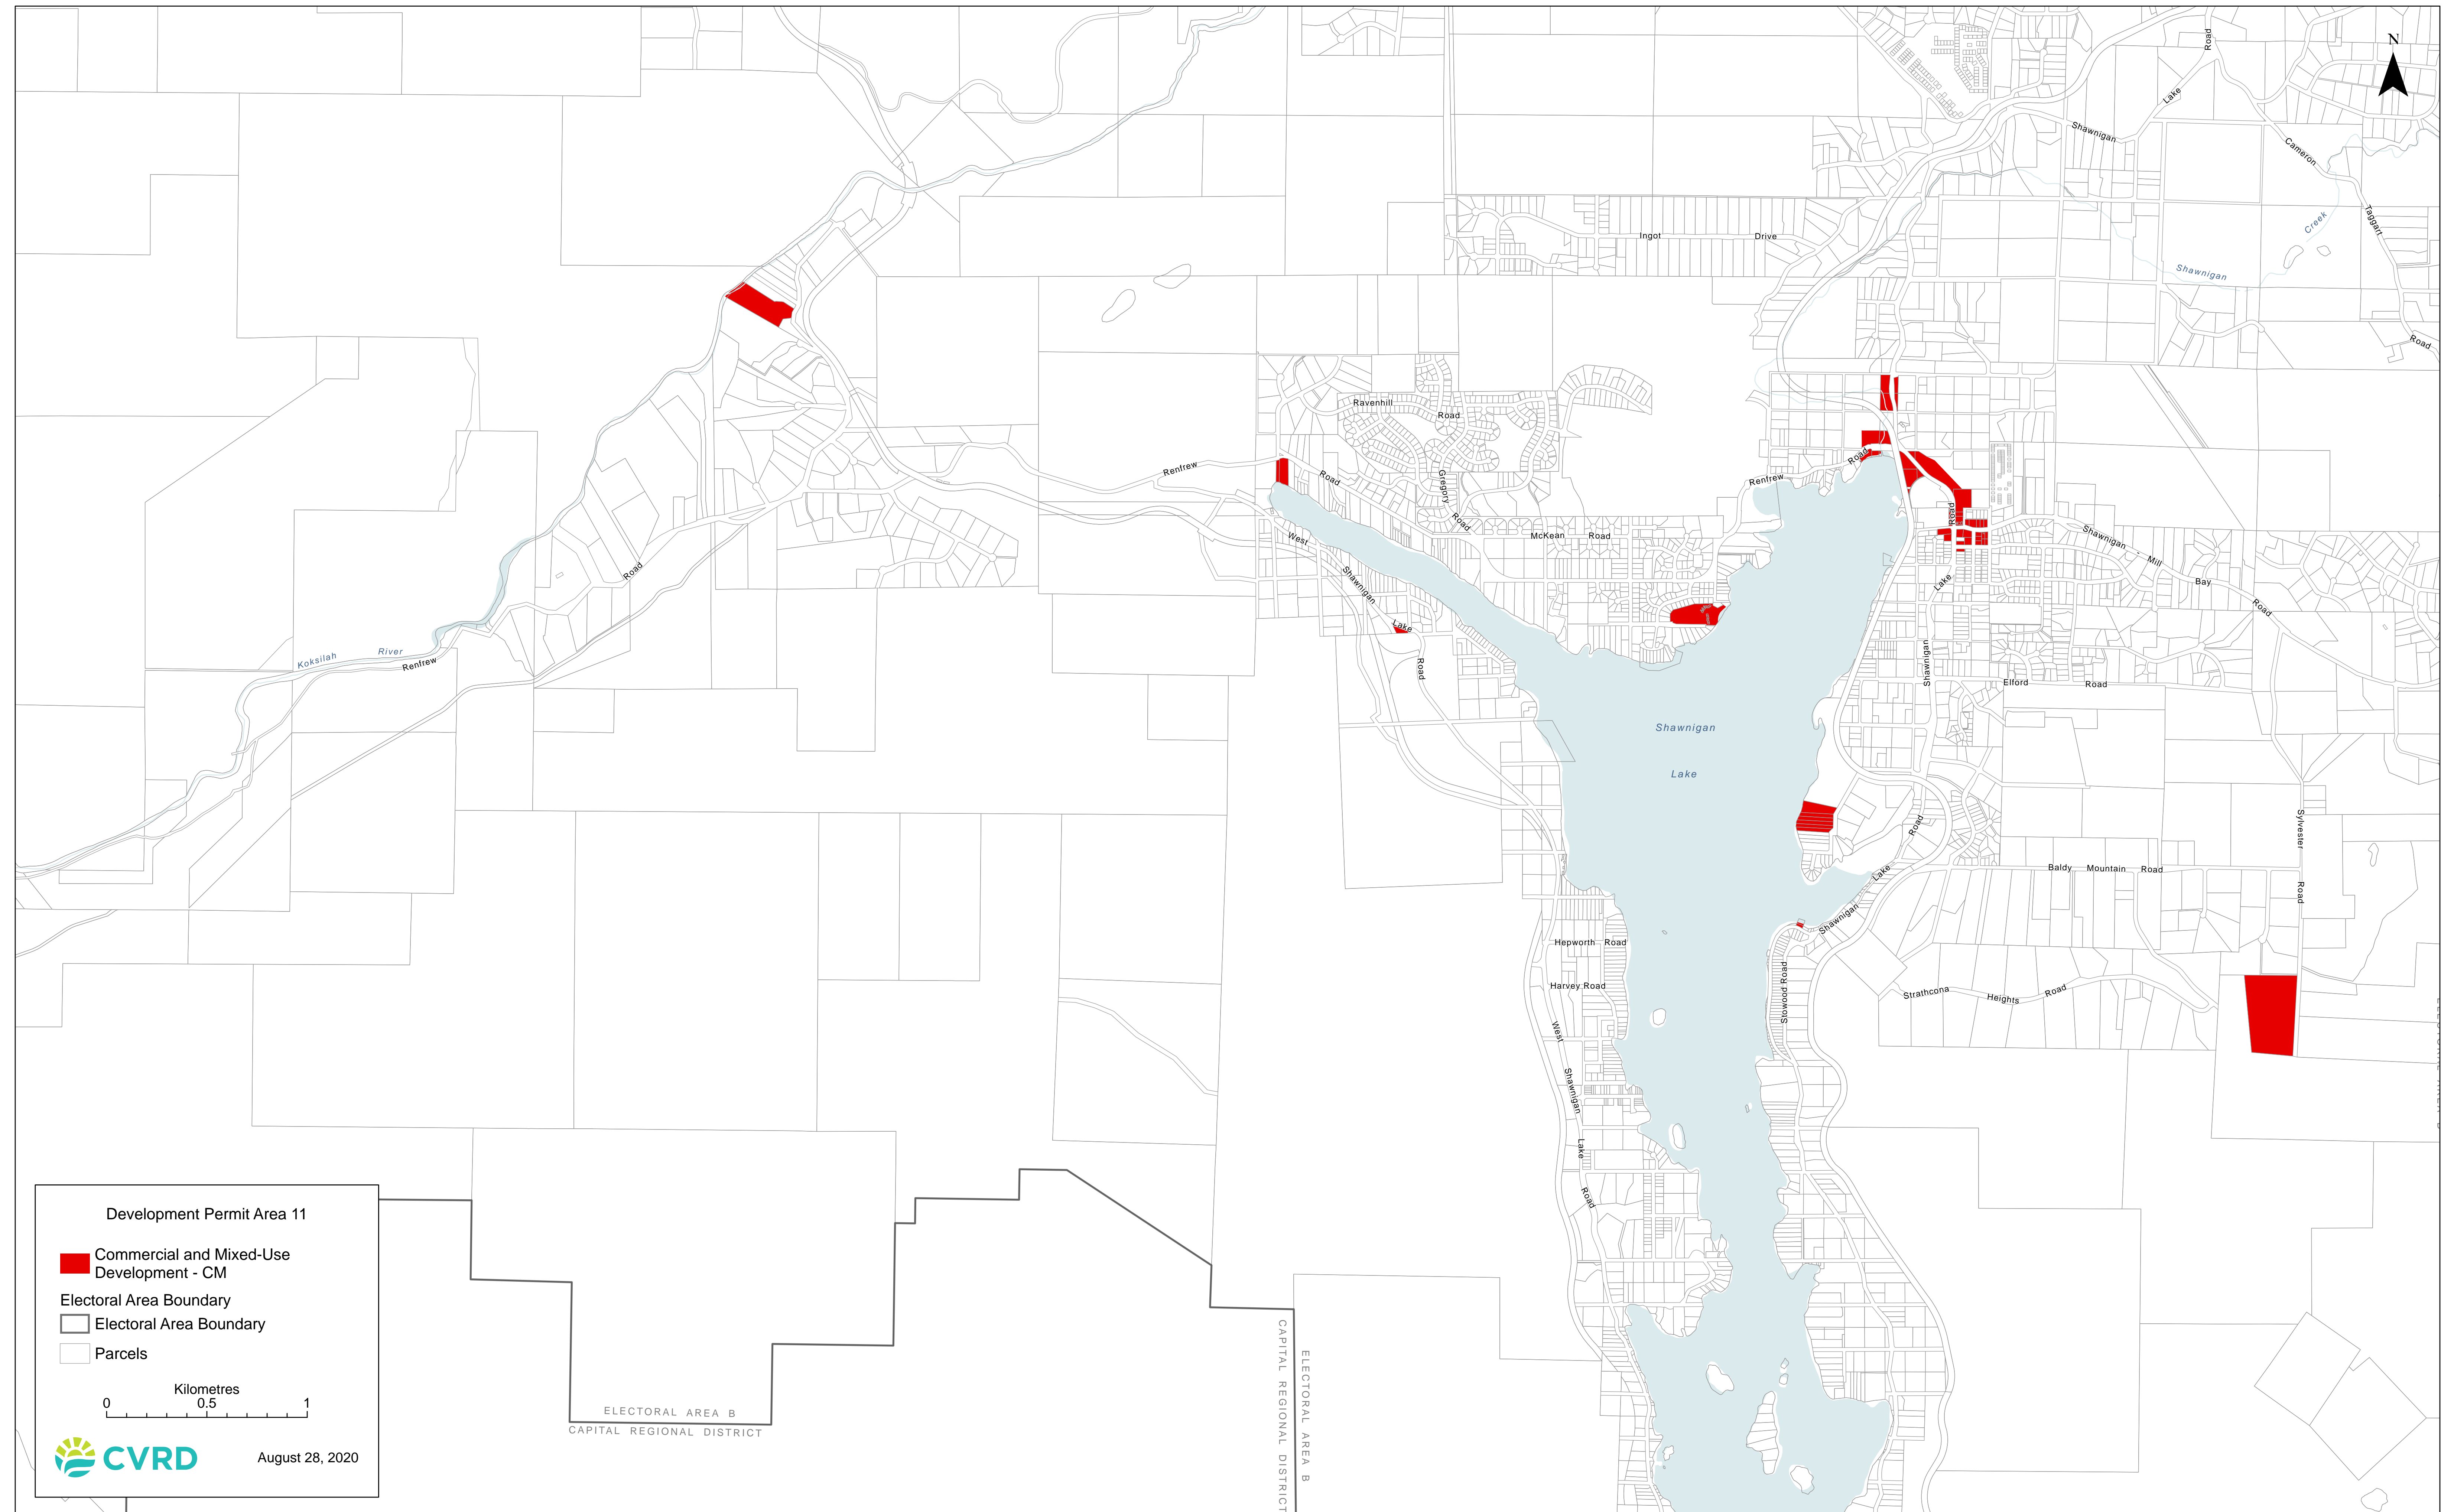 N
Road
Lake
Shawnigan
Cameron
Taggart
Road
Creek
Shawnigan
Ingot Drive
Ravenhill Road
Gregory Road
Renfrew Road
Renfrew Road
McKean Road
West Shawnigan Lake Road
Road
Lake
Shawnigan
Shawnigan - Mill Bay Road
Elford Road
Koksilah River
Renfrew
Road
Shawnigan
Lake
Sylvester Road
Road
Lake
Shawnigan
Baldy Mountain Road
Hepworth Road
Harvey Road
Stowood Road
Strathcona Heights Road
West Shawnigan Lake Road
Development Permit Area 11
Commercial and Mixed-Use
Development - CM
Electoral Area Boundary
Electoral Area Boundary
Parcels
Kilometres
0 0.5 1
CVRD
August 28, 2020
ELECTORAL AREA B
CAPITAL REGIONAL DISTRICT
CAPITAL REGIONAL DISTRICT
ELECTORAL AREA B